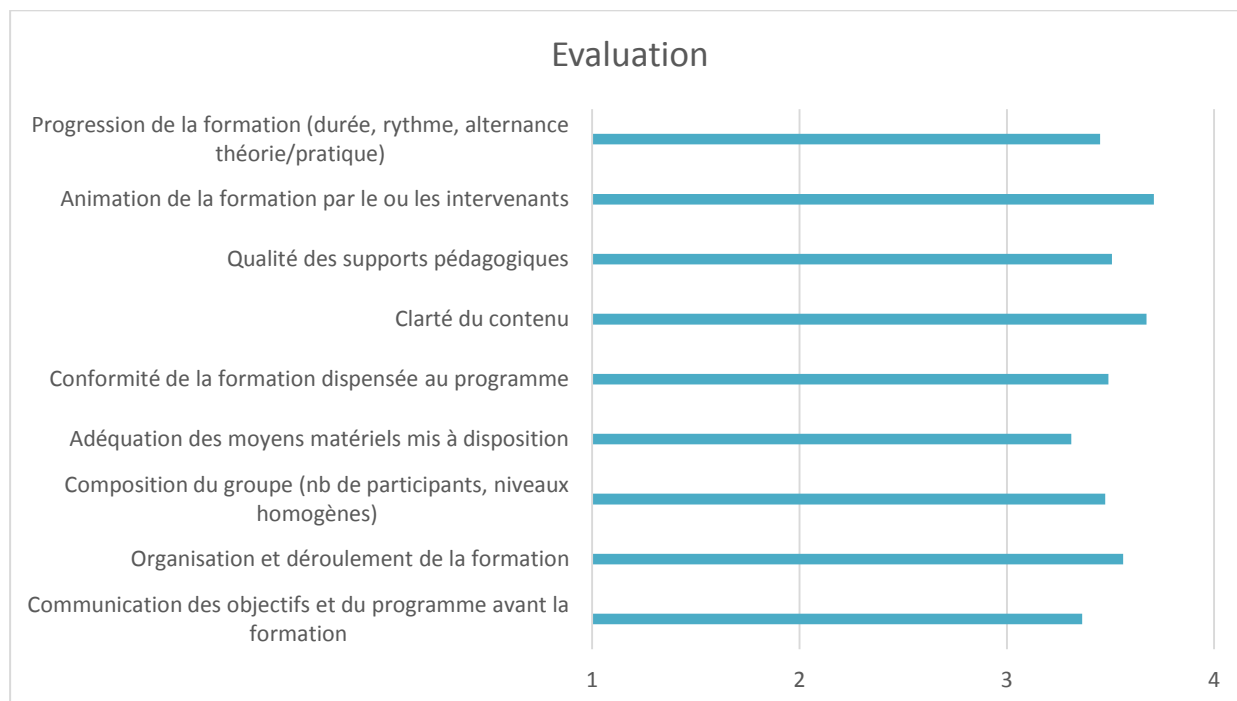 Evaluation
Progression de la formation (durée, rythme, alternance
théorie/pratique)
Animation de la formation par le ou les intervenants
Qualité des supports pédagogiques
Clarté du contenu
Conformité de la formation dispensée au programme
Adéquation des moyens matériels mis à disposition
Composition du groupe (nb de participants, niveaux
homogènes)
Organisation et déroulement de la formation
Communication des objectifs et du programme avant la
formation
1 2 3 4